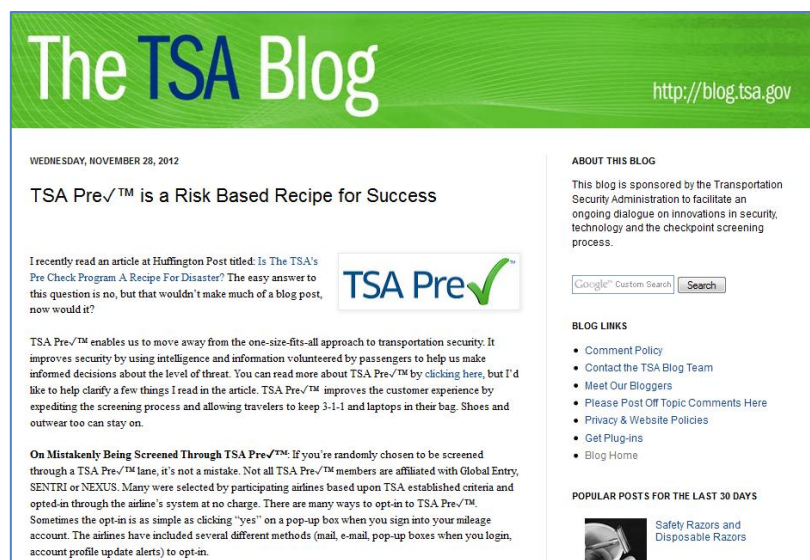 The TSA Blog
http://blog.tsa.gov
WEDNESDAY, NOVEMBER 28, 2012
TSA Pre✓™ is a Risk Based Recipe for Success
I recently read an article at Huffington Post titled: Is The TSA's
Pre Check Program A Recipe For Disaster? The easy answer to
this question is no, but that wouldn't make much of a blog post,
now would it?
TSA Pre✓™
TSA Pre✓™ enables us to move away from the one-size-fits-all approach to transportation security. It
improves security by using intelligence and information volunteered by passengers to help us make
informed decisions about the level of threat. You can read more about TSA Pre✓™ by clicking here, but I'd
like to help clarify a few things I read in the article. TSA Pre✓™ improves the customer experience by
expediting the screening process and allowing travelers to keep 3-1-1 and laptops in their bag. Shoes and
outwear too can stay on.
On Mistakenly Being Screened Through TSA Pre✓™: If you're randomly chosen to be screened
through a TSA Pre✓™ lane, it's not a mistake. Not all TSA Pre✓™ members are affiliated with Global Entry,
SENTRI or NEXUS. Many were selected by participating airlines based upon TSA established criteria and
opted-in through the airline's system at no charge. There are many ways to opt-in to TSA Pre✓™.
Sometimes the opt-in is as simple as clicking "yes" on a pop-up box when you sign into your mileage
account. The airlines have included several different methods (mail, e-mail, pop-up boxes when you login,
account profile update alerts) to opt-in.
ABOUT THIS BLOG
This blog is sponsored by the Transportation
Security Administration to facilitate an
ongoing dialogue on innovations in security,
technology and the checkpoint screening
process.
Google™ Custom Search
Search
BLOG LINKS
• Comment Policy
• Contact the TSA Blog Team
• Meet Our Bloggers
• Please Post Off Topic Comments Here
• Privacy & Website Policies
• Get Plug-ins
• Blog Home
POPULAR POSTS FOR THE LAST 30 DAYS
Safety Razors and
Disposable Razors